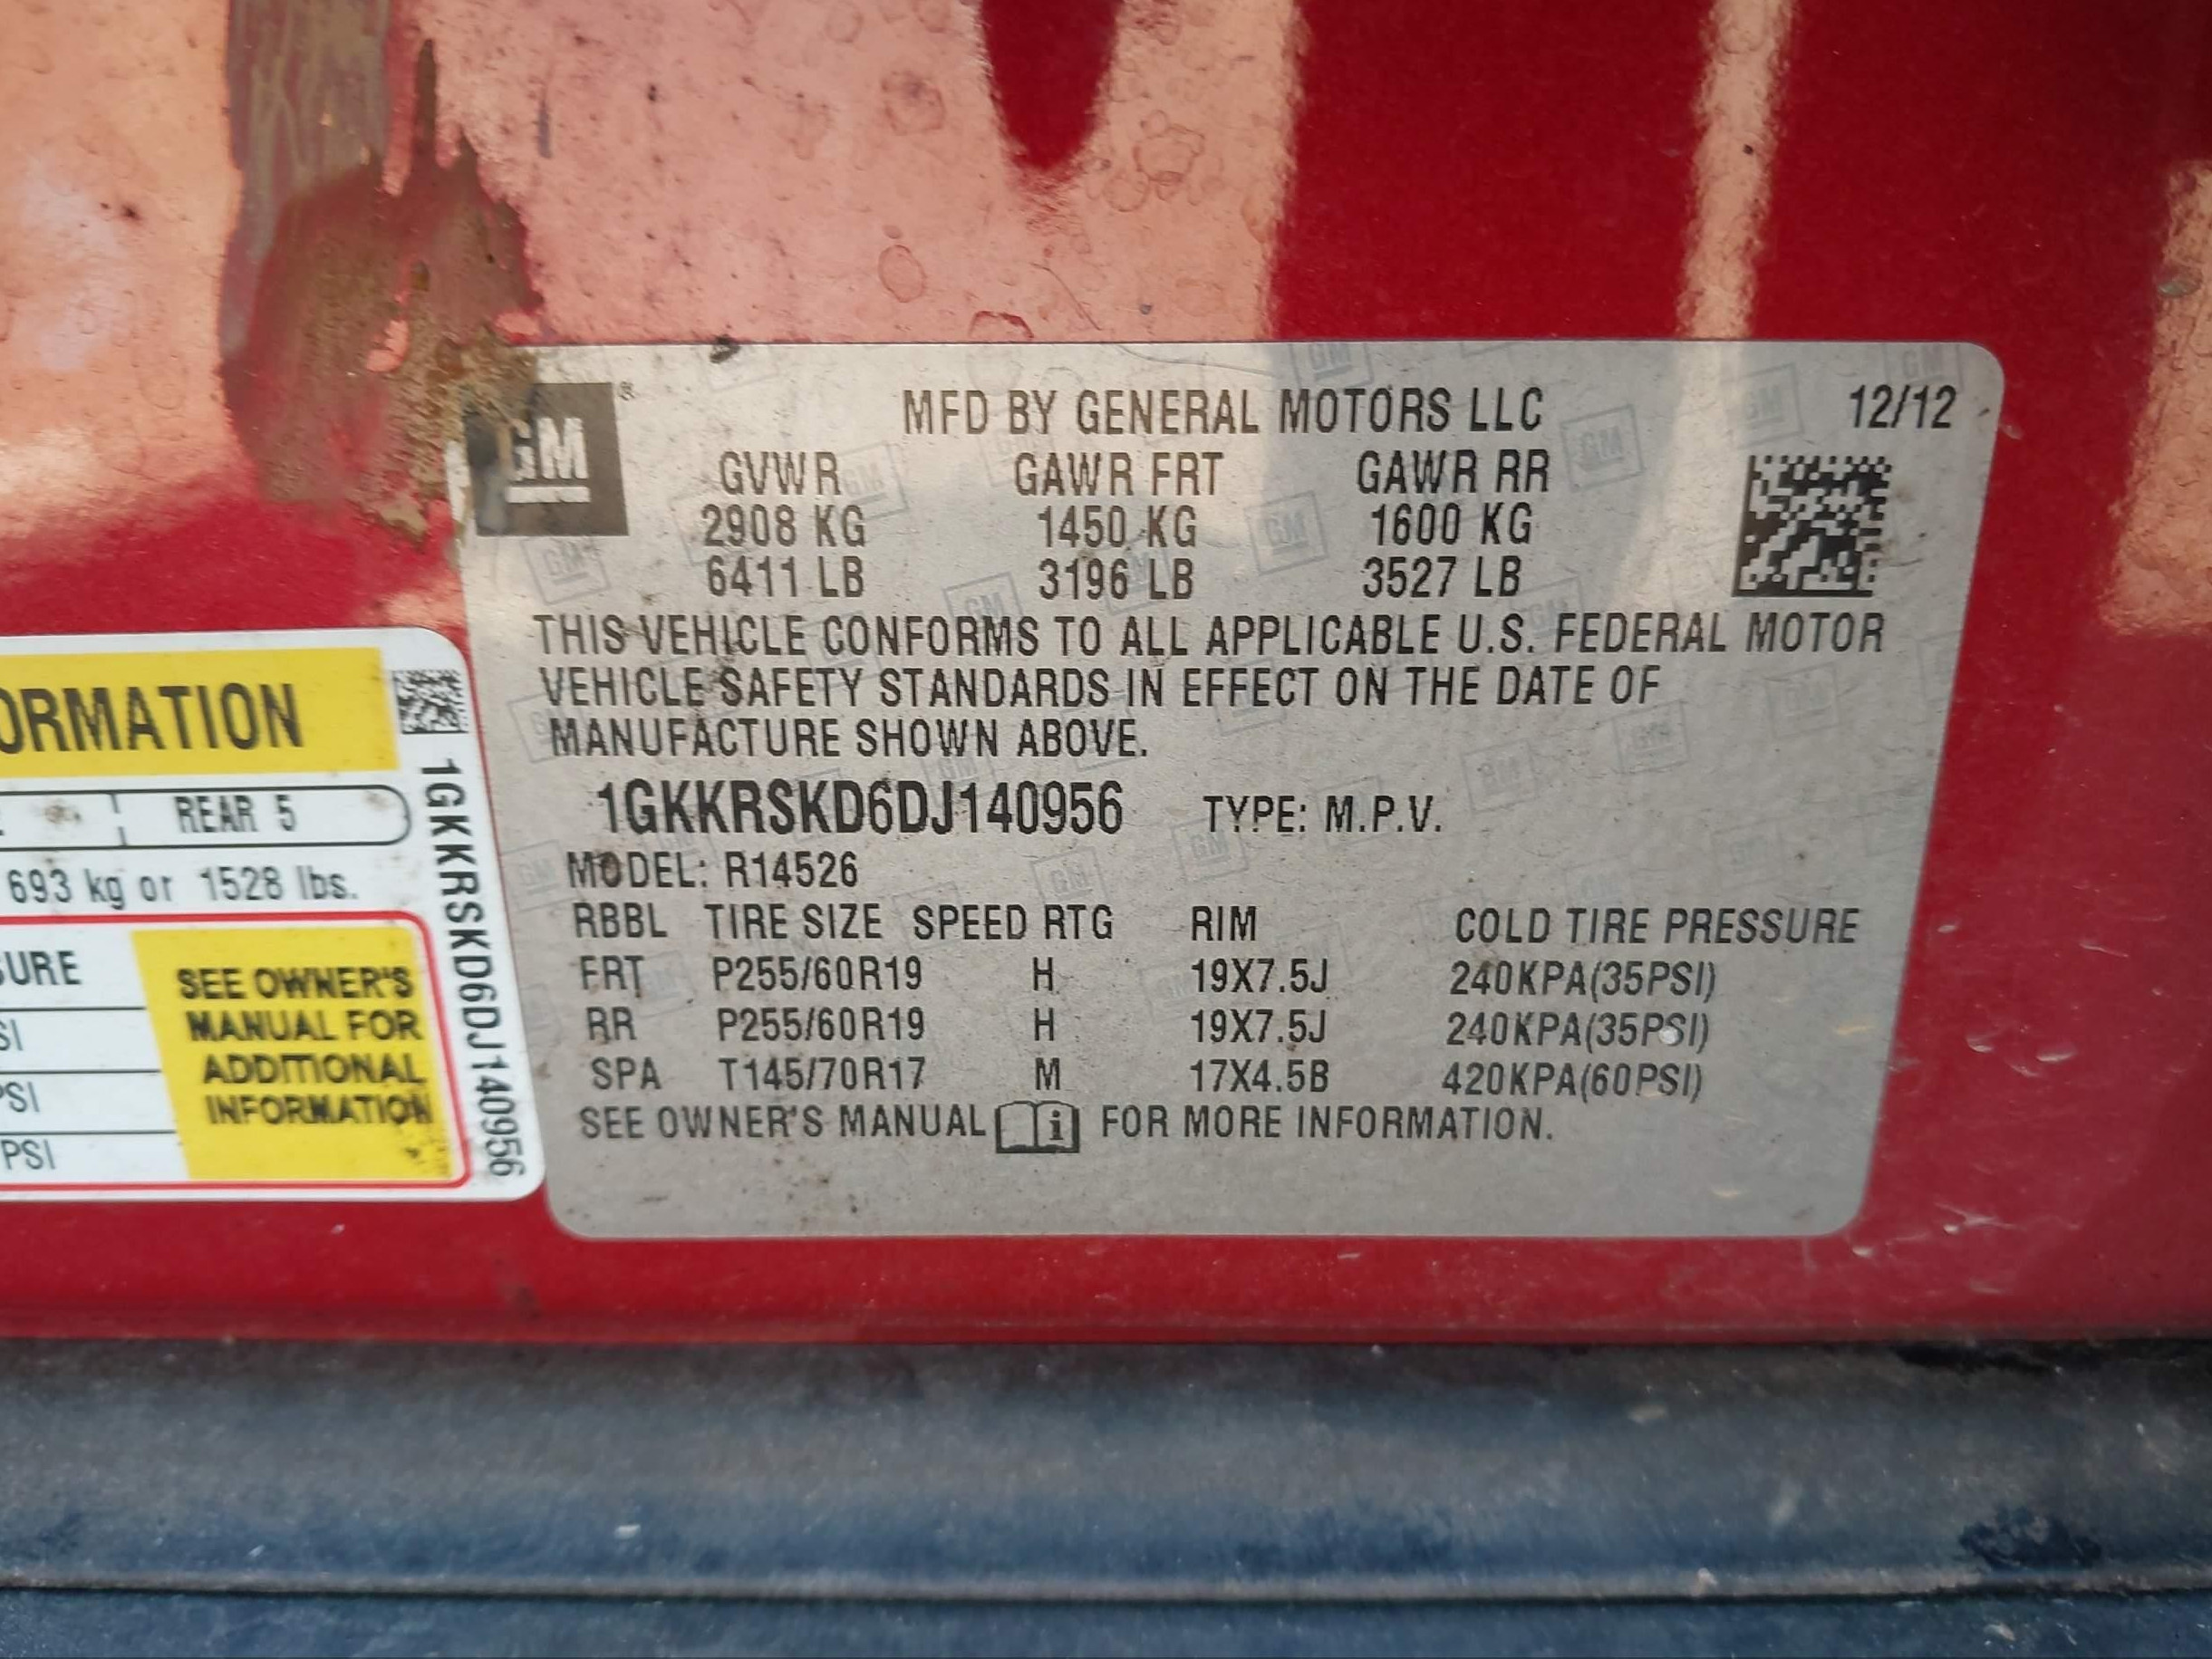 GM ®
MFD BY GENERAL MOTORS LLC 12/12
GVWR GAWR FRT GAWR RR
2908 KG 1450 KG 1600 KG
6411 LB 3196 LB 3527 LB
THIS VEHICLE CONFORMS TO ALL APPLICABLE U.S. FEDERAL MOTOR
VEHICLE SAFETY STANDARDS IN EFFECT ON THE DATE OF
MANUFACTURE SHOWN ABOVE.
1GKKRSKD6DJ140956 TYPE: M.P.V.
MODEL: R14526
RBBL TIRE SIZE SPEED RTG RIM COLD TIRE PRESSURE
FRT P255/60R19 H 19X7.5J 240KPA(35PSI)
RR P255/60R19 H 19X7.5J 240KPA(35PSI)
SPA T145/70R17 M 17X4.5B 420KPA(60PSI)
SEE OWNER'S MANUAL i FOR MORE INFORMATION.
ORMATION
REAR 5
693 kg or 1528 lbs.
SURE
SI
PSI
PSI
SEE OWNER'S
MANUAL FOR
ADDITIONAL
INFORMATION
1GKKRSKD6DJ140956